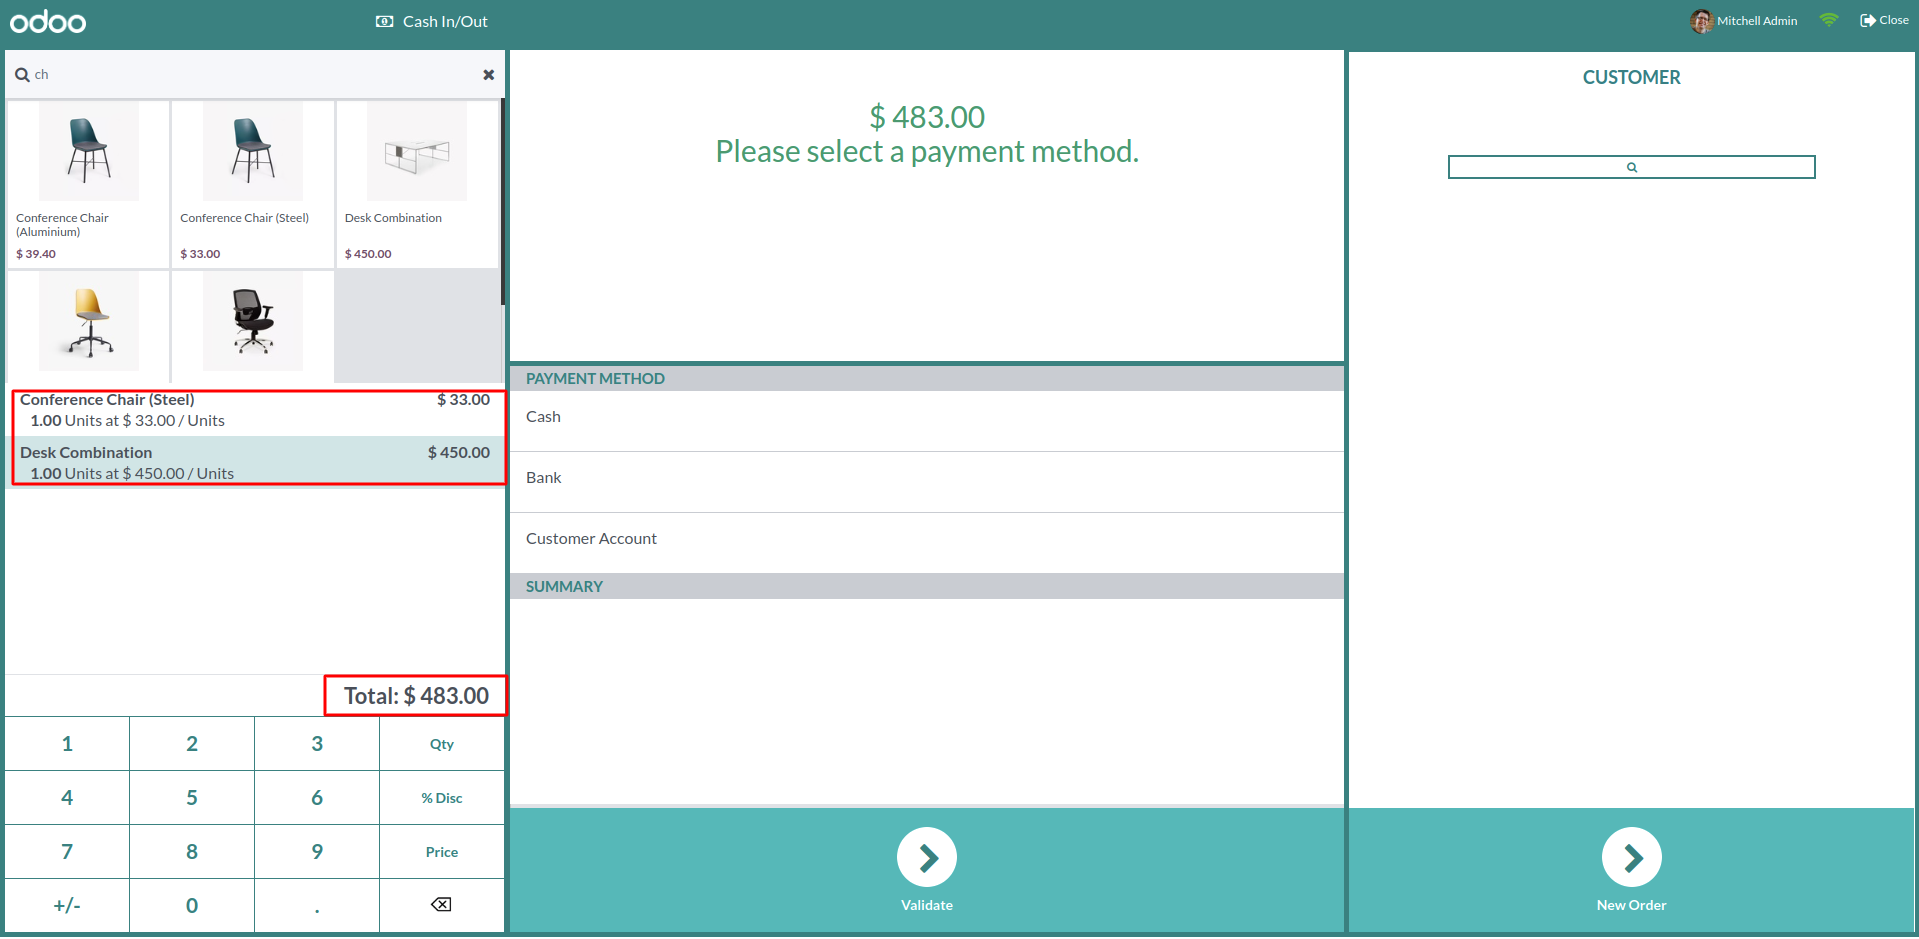 odoo
Cash In/Out
Mitchell Admin
Close
ch
Conference Chair
(Aluminium)
$ 39.40
Conference Chair (Steel)
$ 33.00
Desk Combination
$ 450.00
Conference Chair (Steel) $ 33.00
1.00 Units at $ 33.00 / Units
Desk Combination $ 450.00
1.00 Units at $ 450.00 / Units
Total: $ 483.00
1 2 3 Qty
4 5 6 % Disc
7 8 9 Price
+/- 0 .
$ 483.00
Please select a payment method.
PAYMENT METHOD
Cash
Bank
Customer Account
SUMMARY
Validate
CUSTOMER
New Order